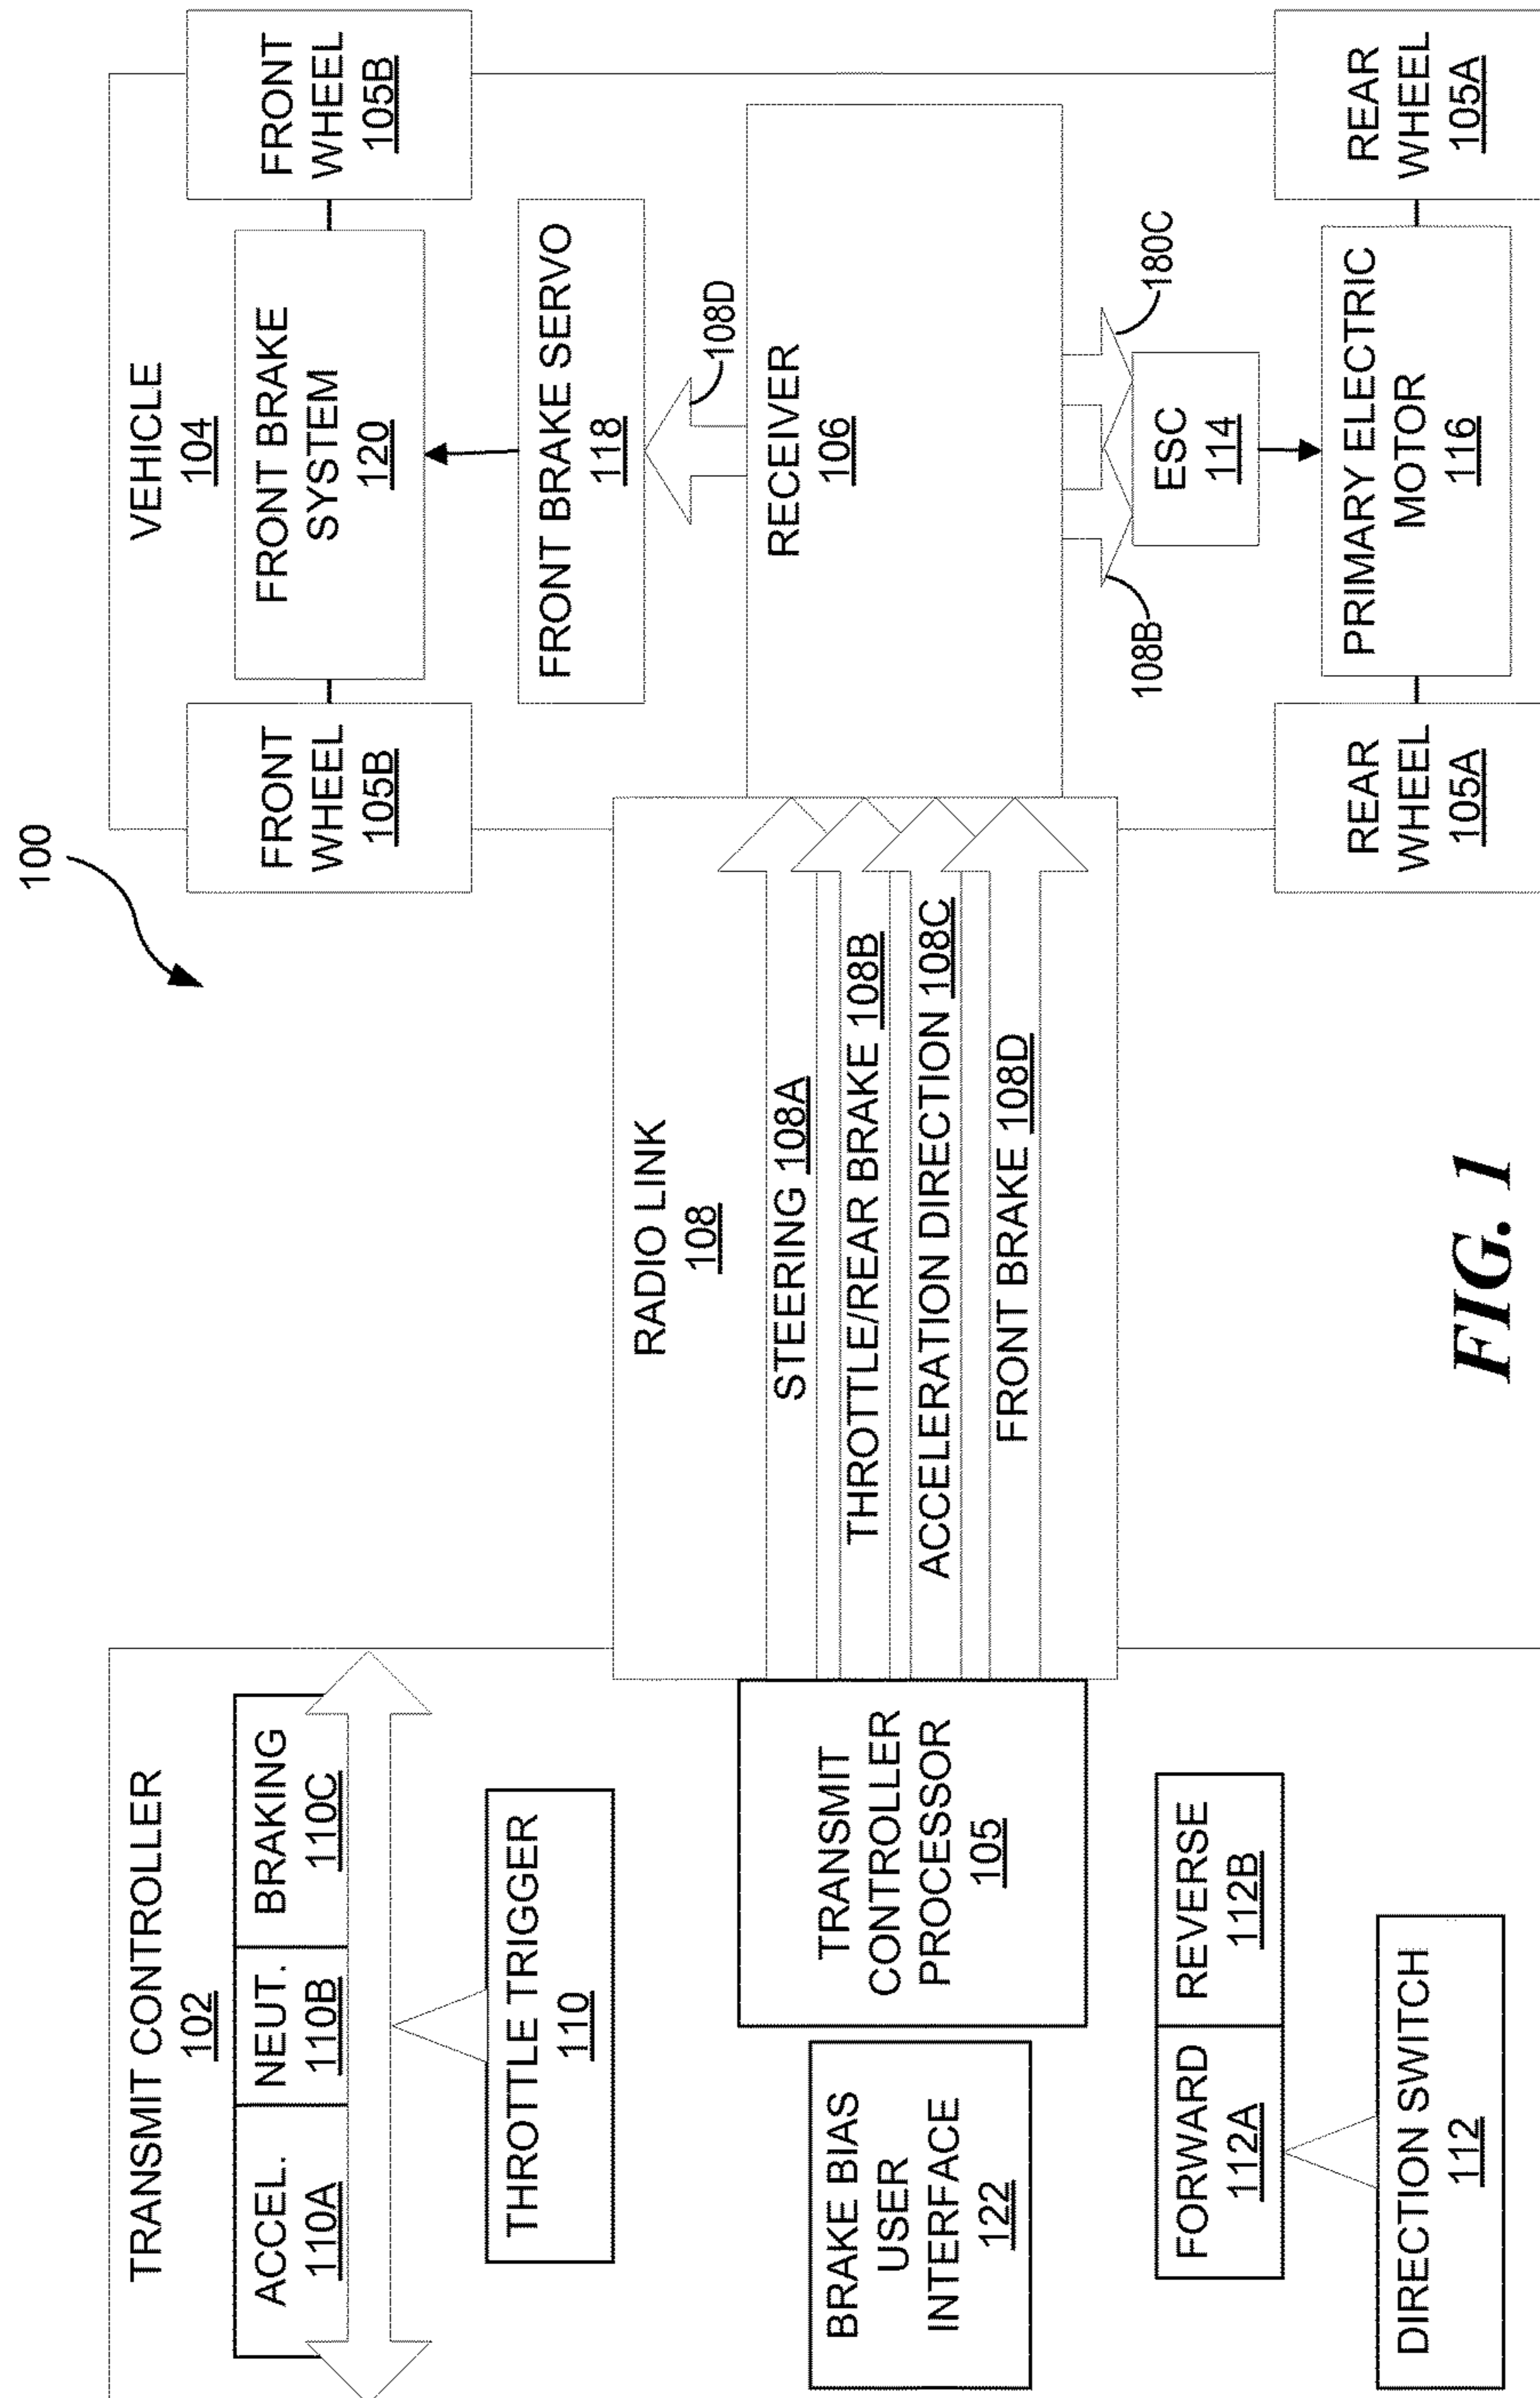 100
TRANSMIT CONTROLLER
102
ACCEL.
110A
NEUT.
110B
BRAKING
110C
THROTTLE TRIGGER
110
BRAKE BIAS
USER
INTERFACE
122
TRANSMIT
CONTROLLER
PROCESSOR
105
FORWARD
112A
REVERSE
112B
DIRECTION SWITCH
112
RADIO LINK
108
STEERING 108A
THROTTLE/REAR BRAKE 108B
ACCELERATION DIRECTION 108C
FRONT BRAKE 108D
VEHICLE
104
FRONT
WHEEL
105B
FRONT BRAKE
SYSTEM
120
FRONT
WHEEL
105B
FRONT BRAKE SERVO
118
108D
RECEIVER
106
108B
180C
ESC
114
REAR
WHEEL
105A
PRIMARY ELECTRIC
MOTOR
116
REAR
WHEEL
105A
FIG. 1